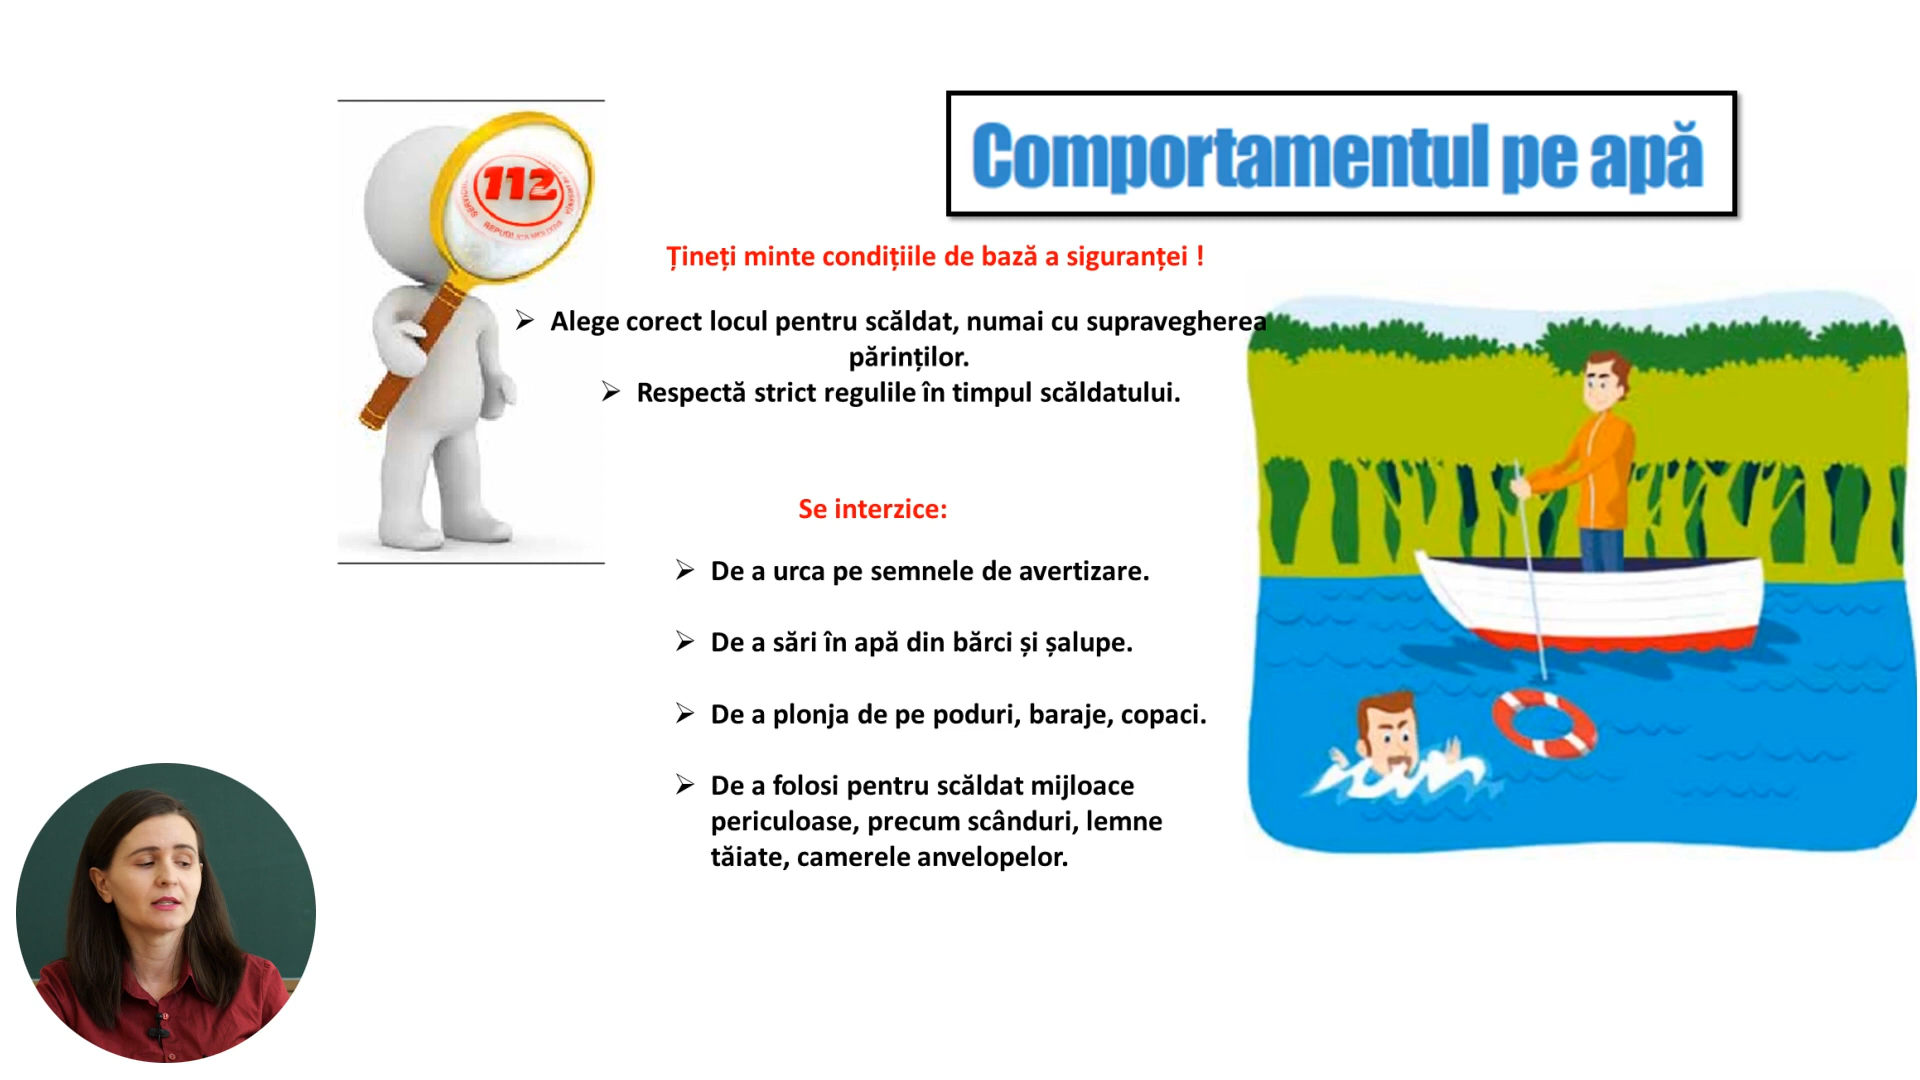 Comportamentul pe apă
112
REPUBLICA MOLDOVA
Țineți minte condițiile de bază a siguranței !
➢ Alege corect locul pentru scăldat, numai cu supravegherea
părinților.
➢ Respectă strict regulile în timpul scăldatului.
Se interzice:
➢ De a urca pe semnele de avertizare.
➢ De a sări în apă din bărci și șalupe.
➢ De a plonja de pe poduri, baraje, copaci.
➢ De a folosi pentru scăldat mijloace
periculoase, precum scânduri, lemne
tăiate, camerele anvelopelor.